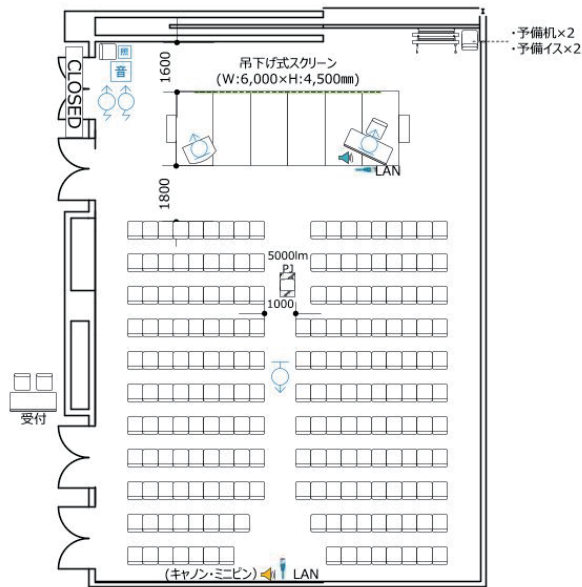 ・予備机×2
・予備イス×2
照
音
CLOSED
1600
吊下げ式スクリーン
(W:6,000×H:4,500㎜)
LAN
1800
5000lm
PJ
1000
受付
(キャノン・ミニピン)
LAN